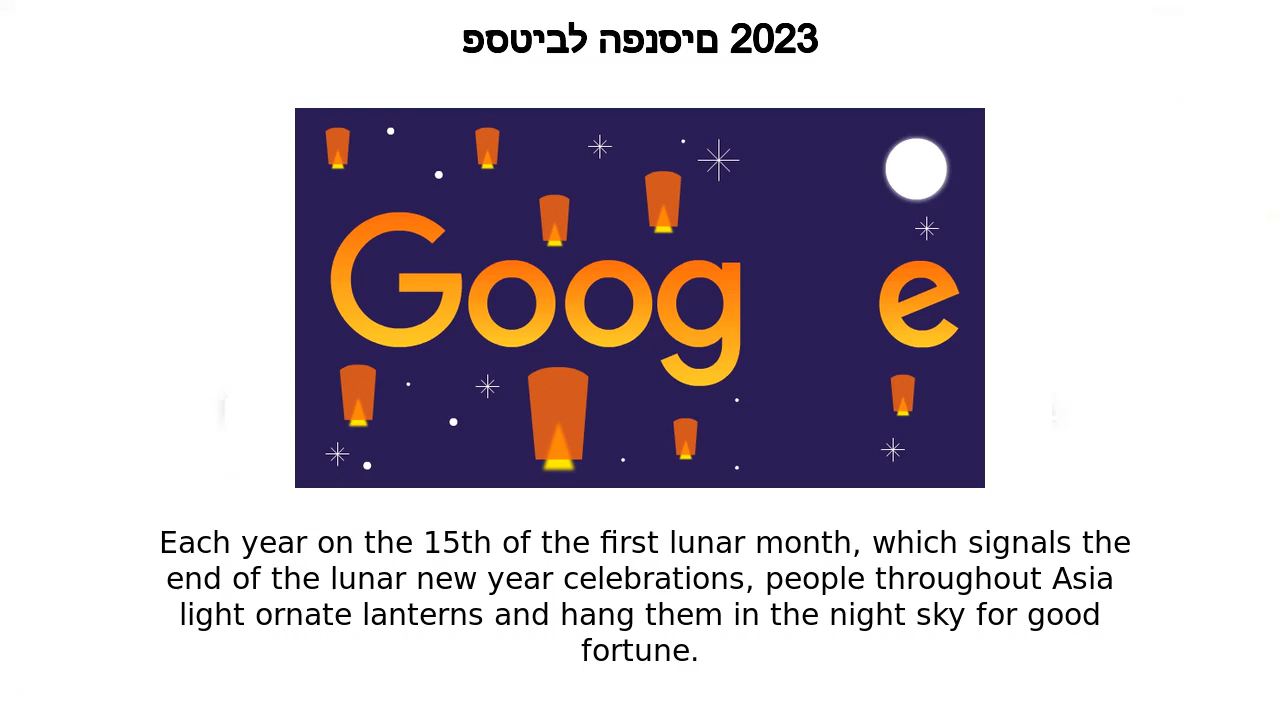 פסטיבל הפנסים 2023
Goog e
Each year on the 15th of the first lunar month, which signals the
end of the lunar new year celebrations, people throughout Asia
light ornate lanterns and hang them in the night sky for good
fortune.